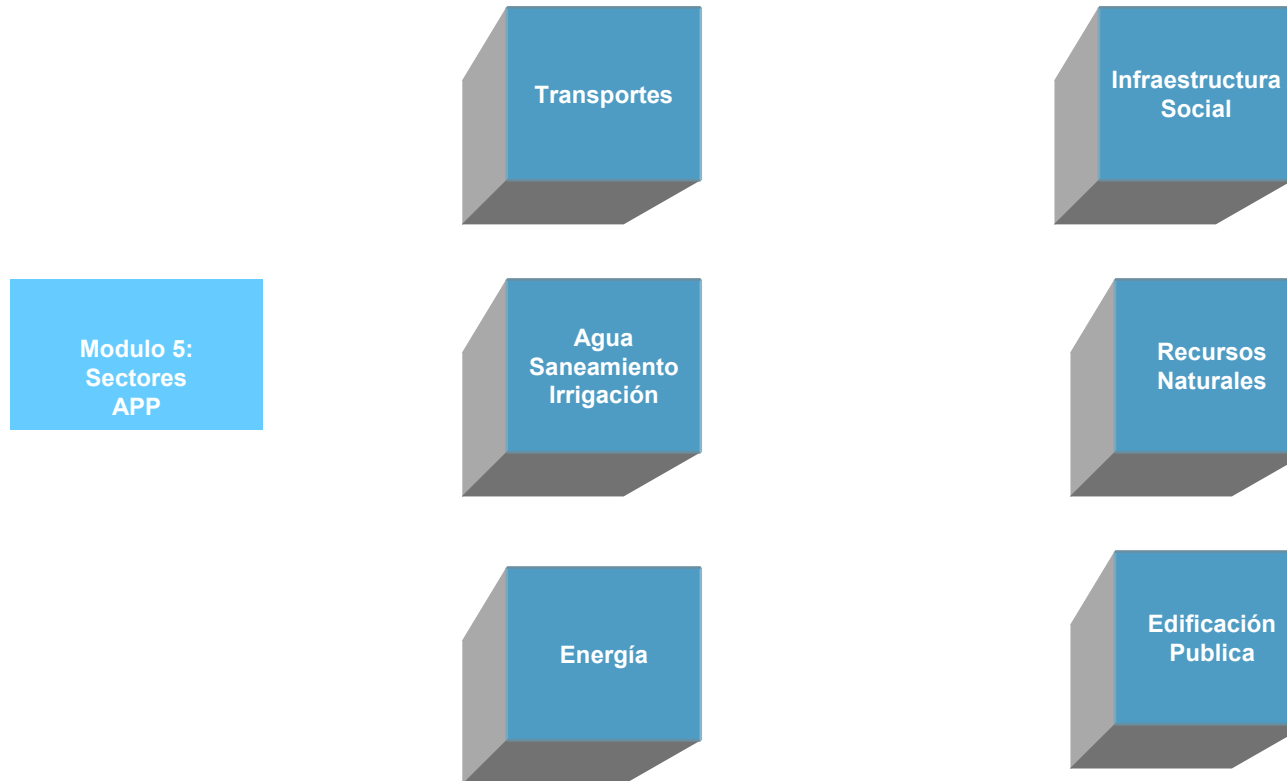 Modulo 5:
Sectores
APP
Transportes
Agua
Saneamiento
Irrigación
Energía
Infraestructura
Social
Recursos
Naturales
Edificación
Publica